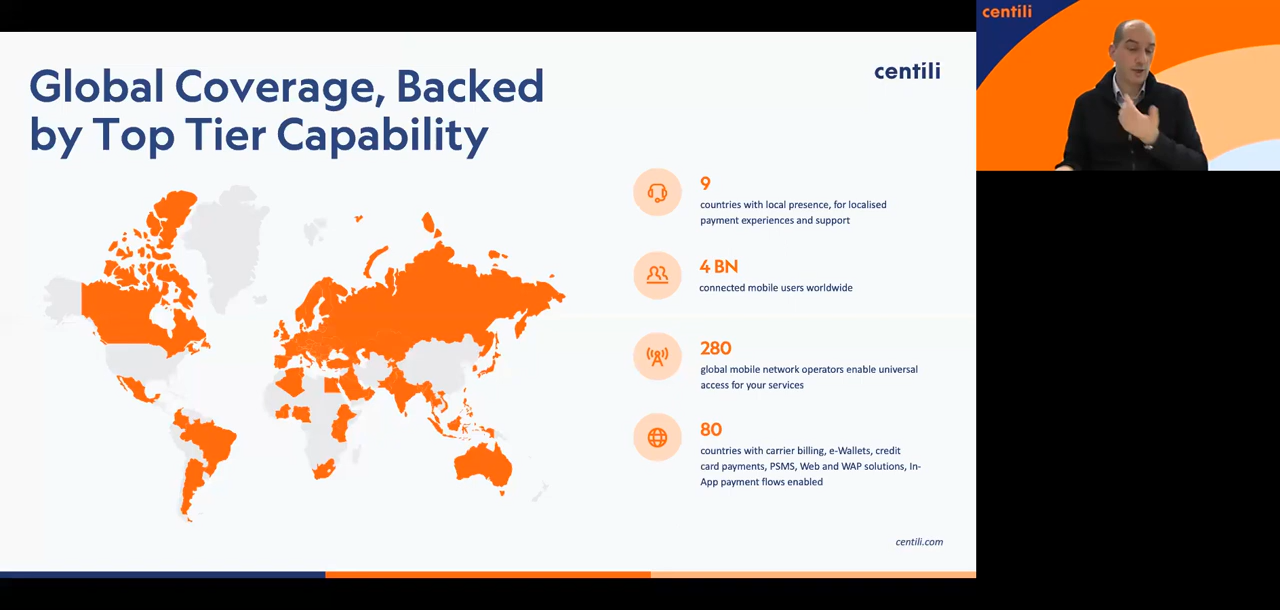 Global Coverage, Backed
by Top Tier Capability
centili
9
countries with local presence, for localised
payment experiences and support
4 BN
connected mobile users worldwide
280
global mobile network operators enable universal
access for your services
80
countries with carrier billing, e-Wallets, credit
card payments, PSMS, Web and WAP solutions, In-
App payment flows enabled
centili.com
centili